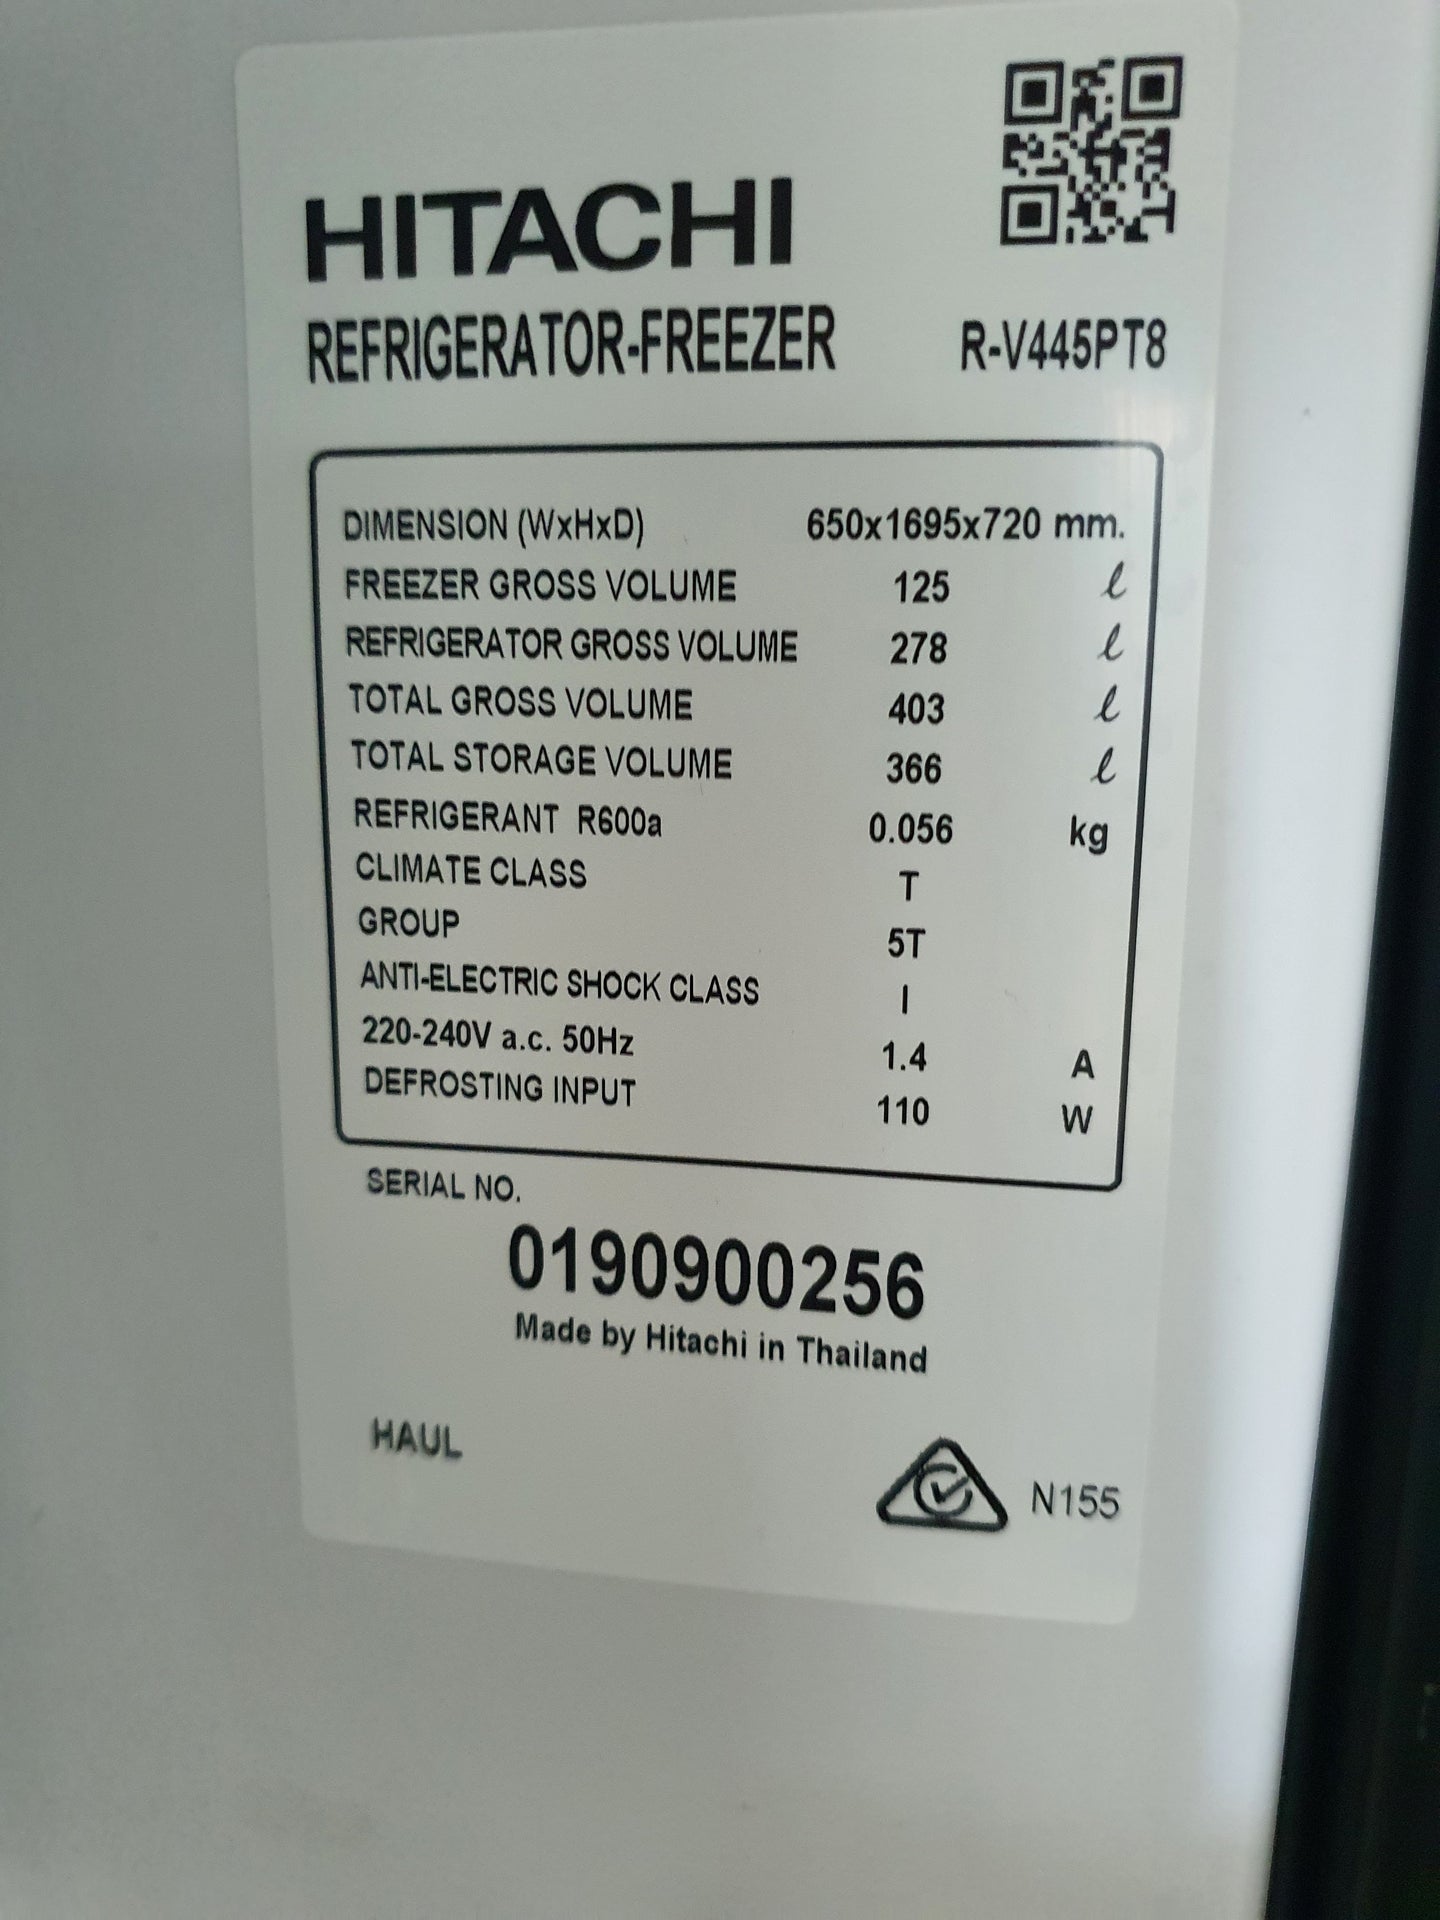 HITACHI
REFRIGERATOR-FREEZER R-V445PT8
DIMENSION (WxHxD) 650x1695x720 mm.
FREEZER GROSS VOLUME 125 ℓ
REFRIGERATOR GROSS VOLUME 278 ℓ
TOTAL GROSS VOLUME 403 ℓ
TOTAL STORAGE VOLUME 366 ℓ
REFRIGERANT R600a 0.056 kg
CLIMATE CLASS T
GROUP 5T
ANTI-ELECTRIC SHOCK CLASS I
220-240V a.c. 50Hz 1.4 A
DEFROSTING INPUT 110 W
SERIAL NO.
0190900256
Made by Hitachi in Thailand
HAUL
N155